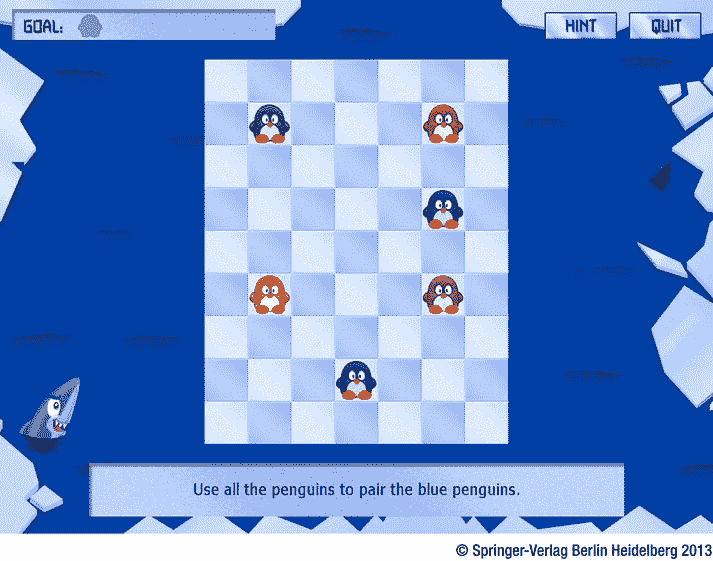 GOAL:
HINT
QUIT
Use all the penguins to pair the blue penguins.
© Springer-Verlag Berlin Heidelberg 2013